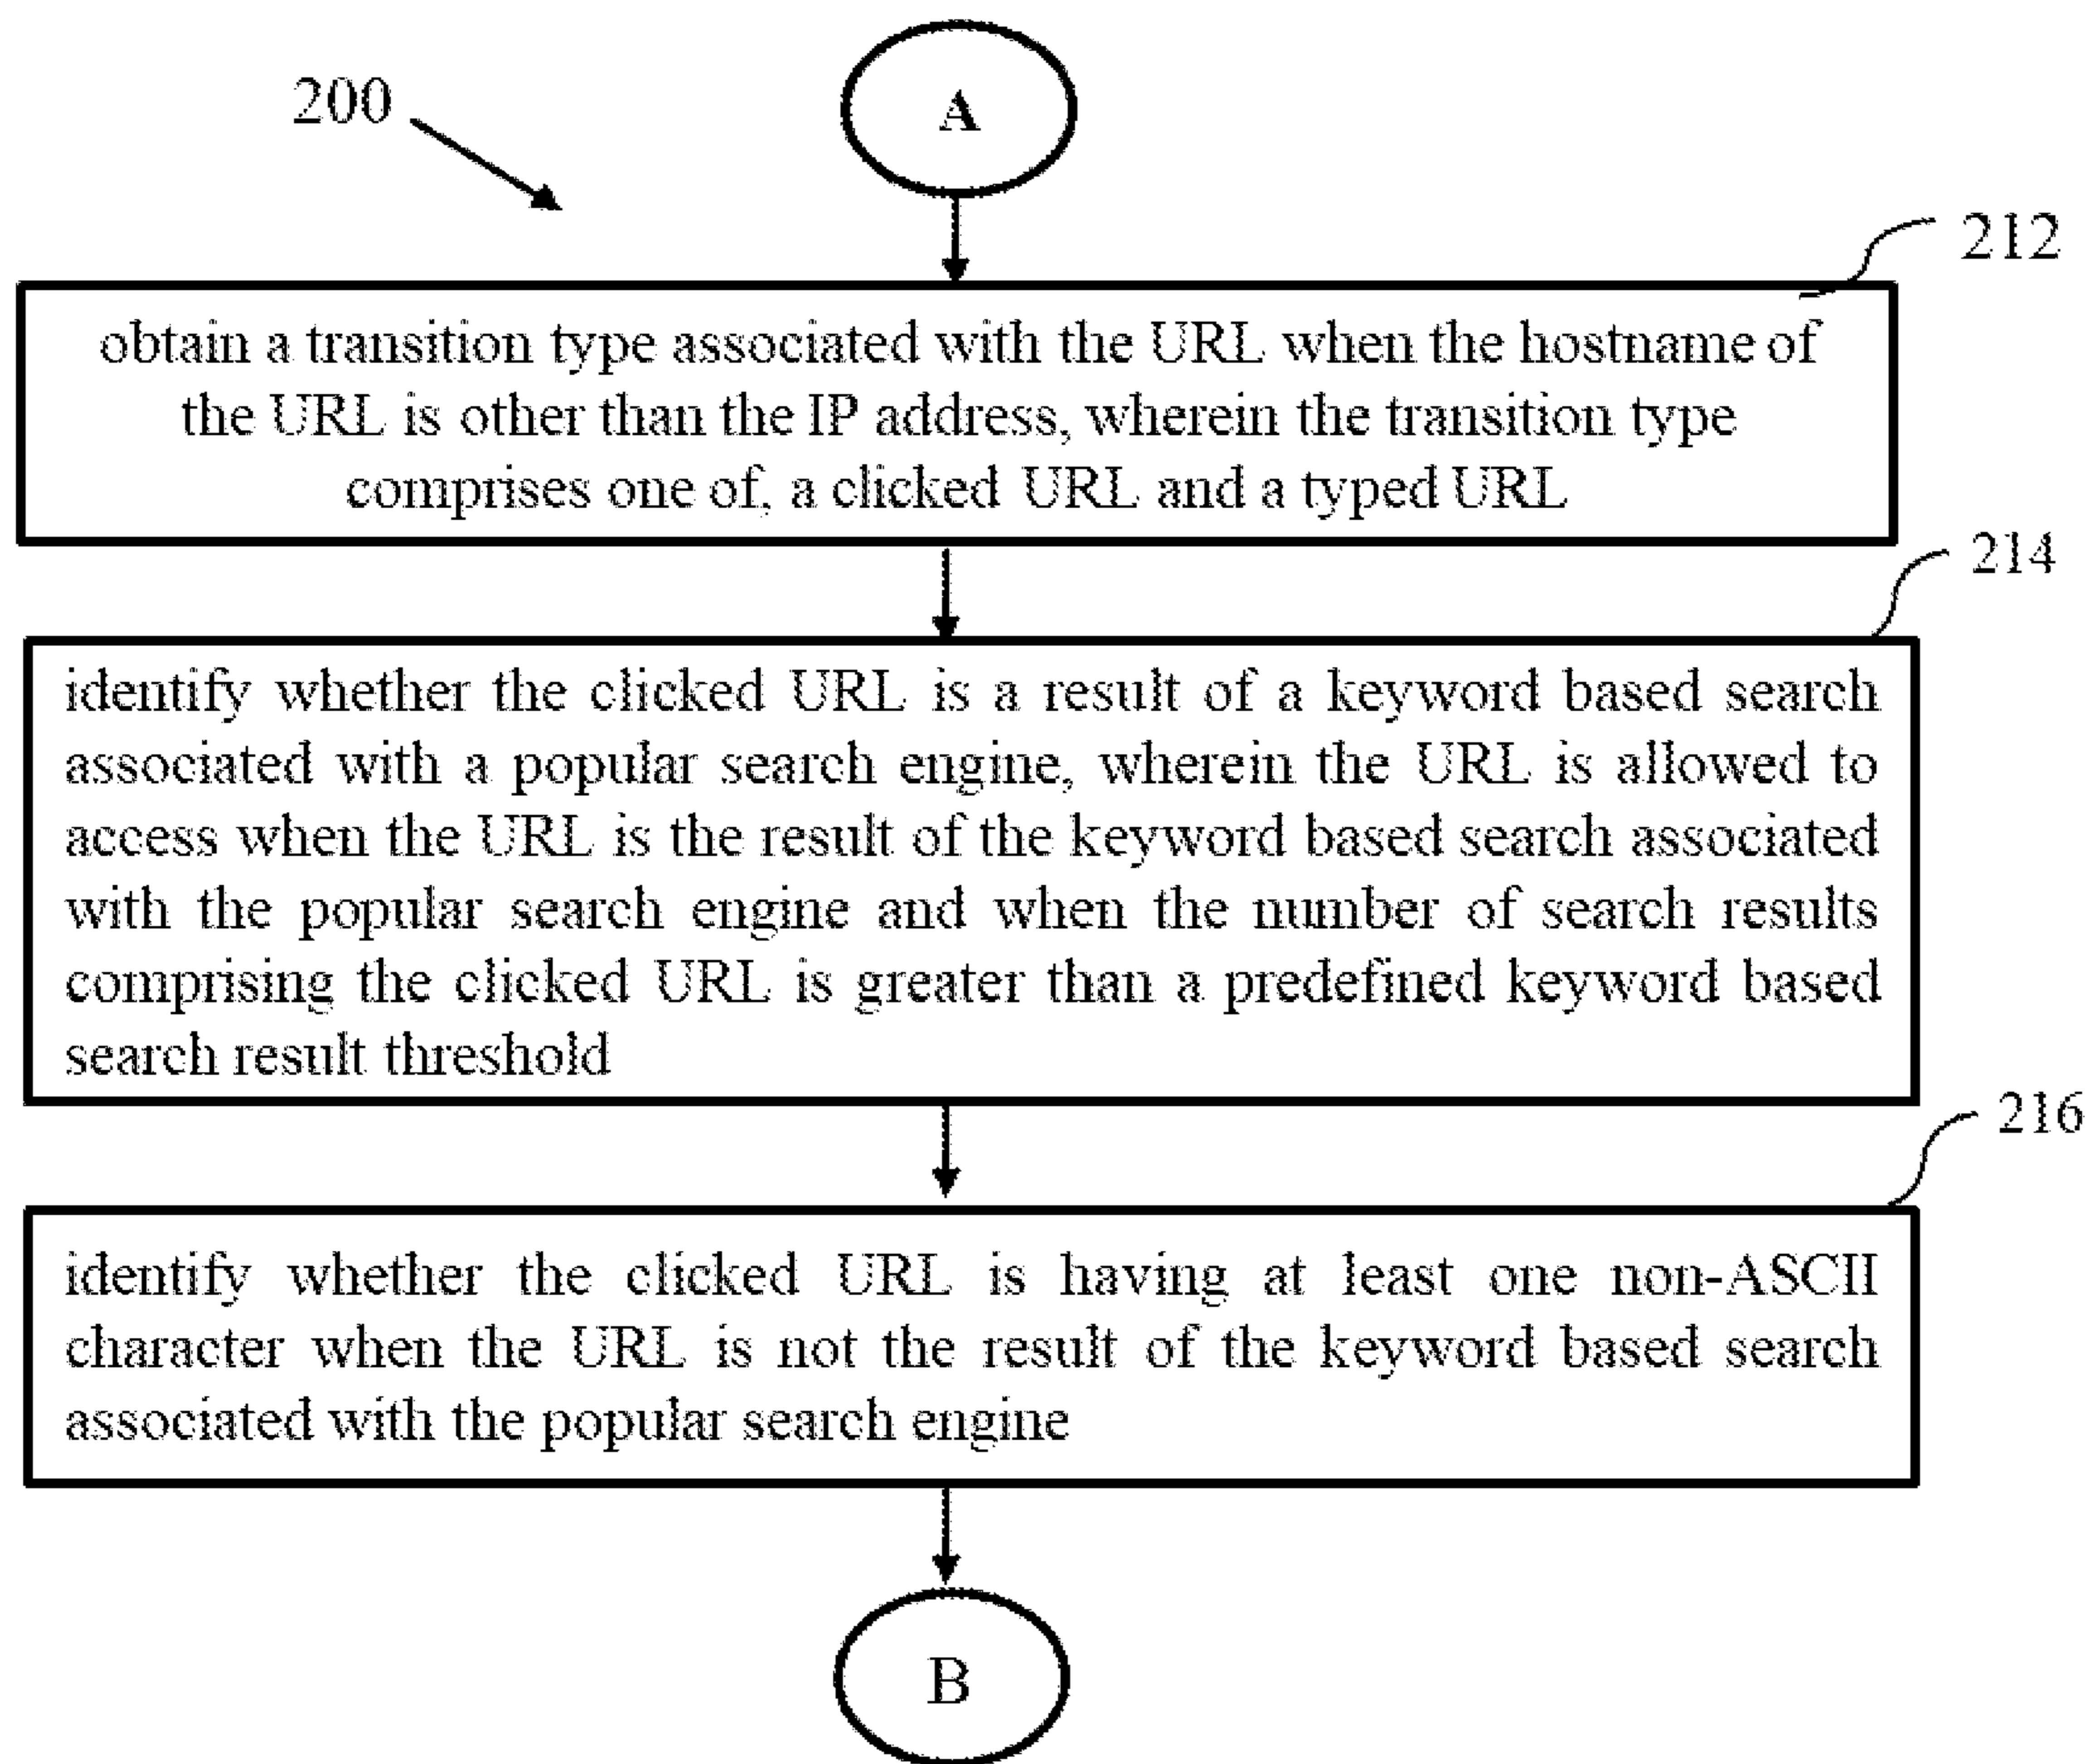 A
200
212
obtain a transition type associated with the URL when the hostname of
the URL is other than the IP address, wherein the transition type
comprises one of, a clicked URL and a typed URL
214
identify whether the clicked URL is a result of a keyword based search
associated with a popular search engine, wherein the URL is allowed to
access when the URL is the result of the keyword based search associated
with the popular search engine and when the number of search results
comprising the clicked URL is greater than a predefined keyword based
search result threshold
216
identify whether the clicked URL is having at least one non-ASCII
character when the URL is not the result of the keyword based search
associated with the popular search engine
B